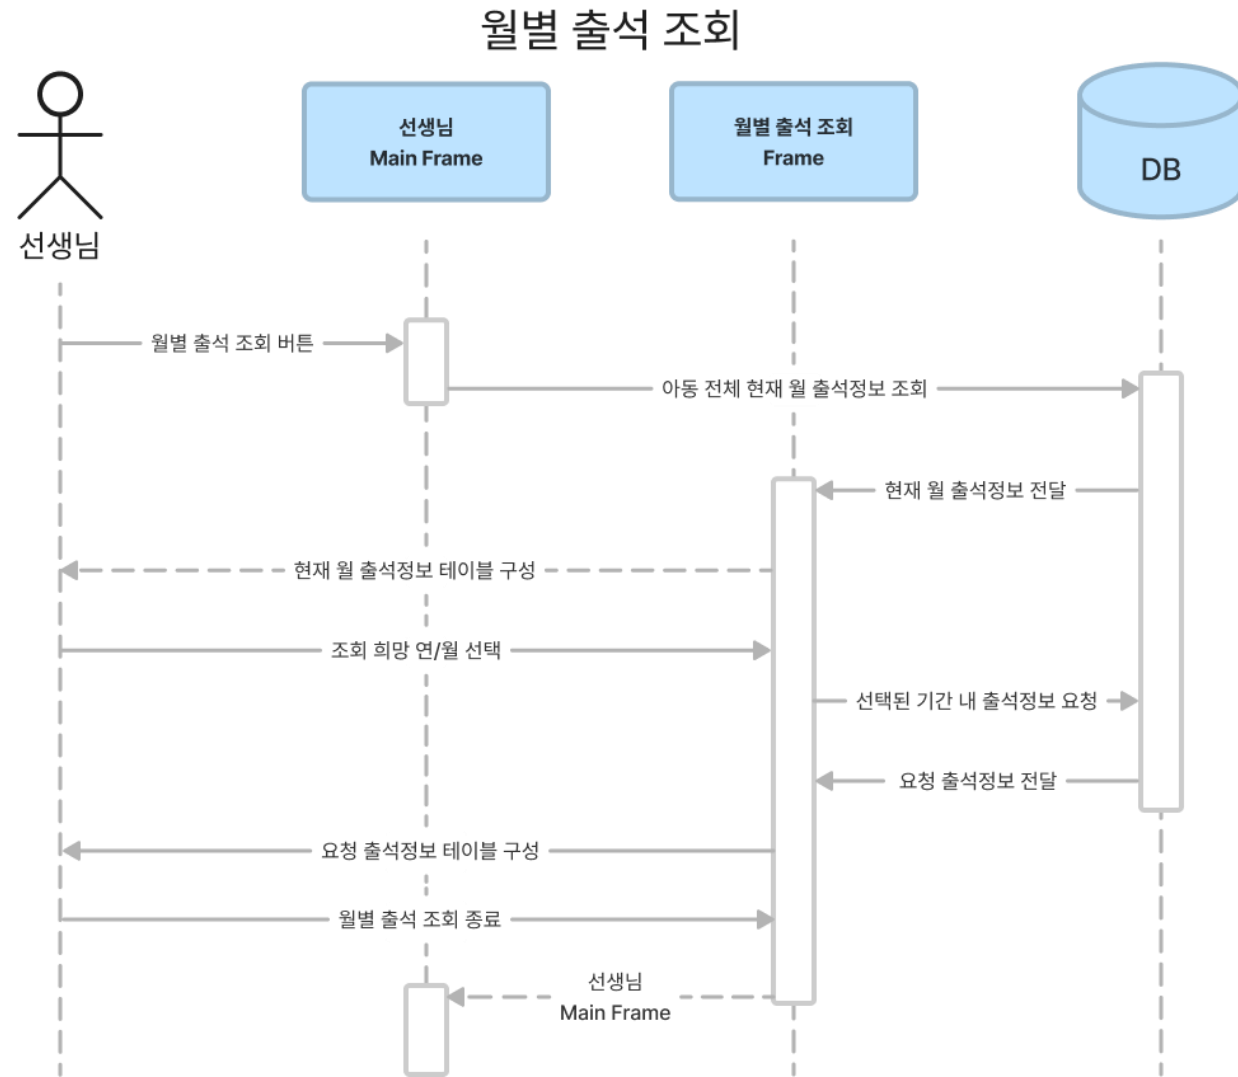 월별 출석 조회
선생님
Main Frame
월별 출석 조회
Frame
DB
선생님
월별 출석 조회 버튼
아동 전체 현재 월 출석정보 조회
현재 월 출석정보 전달
현재 월 출석정보 테이블 구성
조회 희망 연/월 선택
선택된 기간 내 출석정보 요청
요청 출석정보 전달
요청 출석정보 테이블 구성
월별 출석 조회 종료
선생님
Main Frame